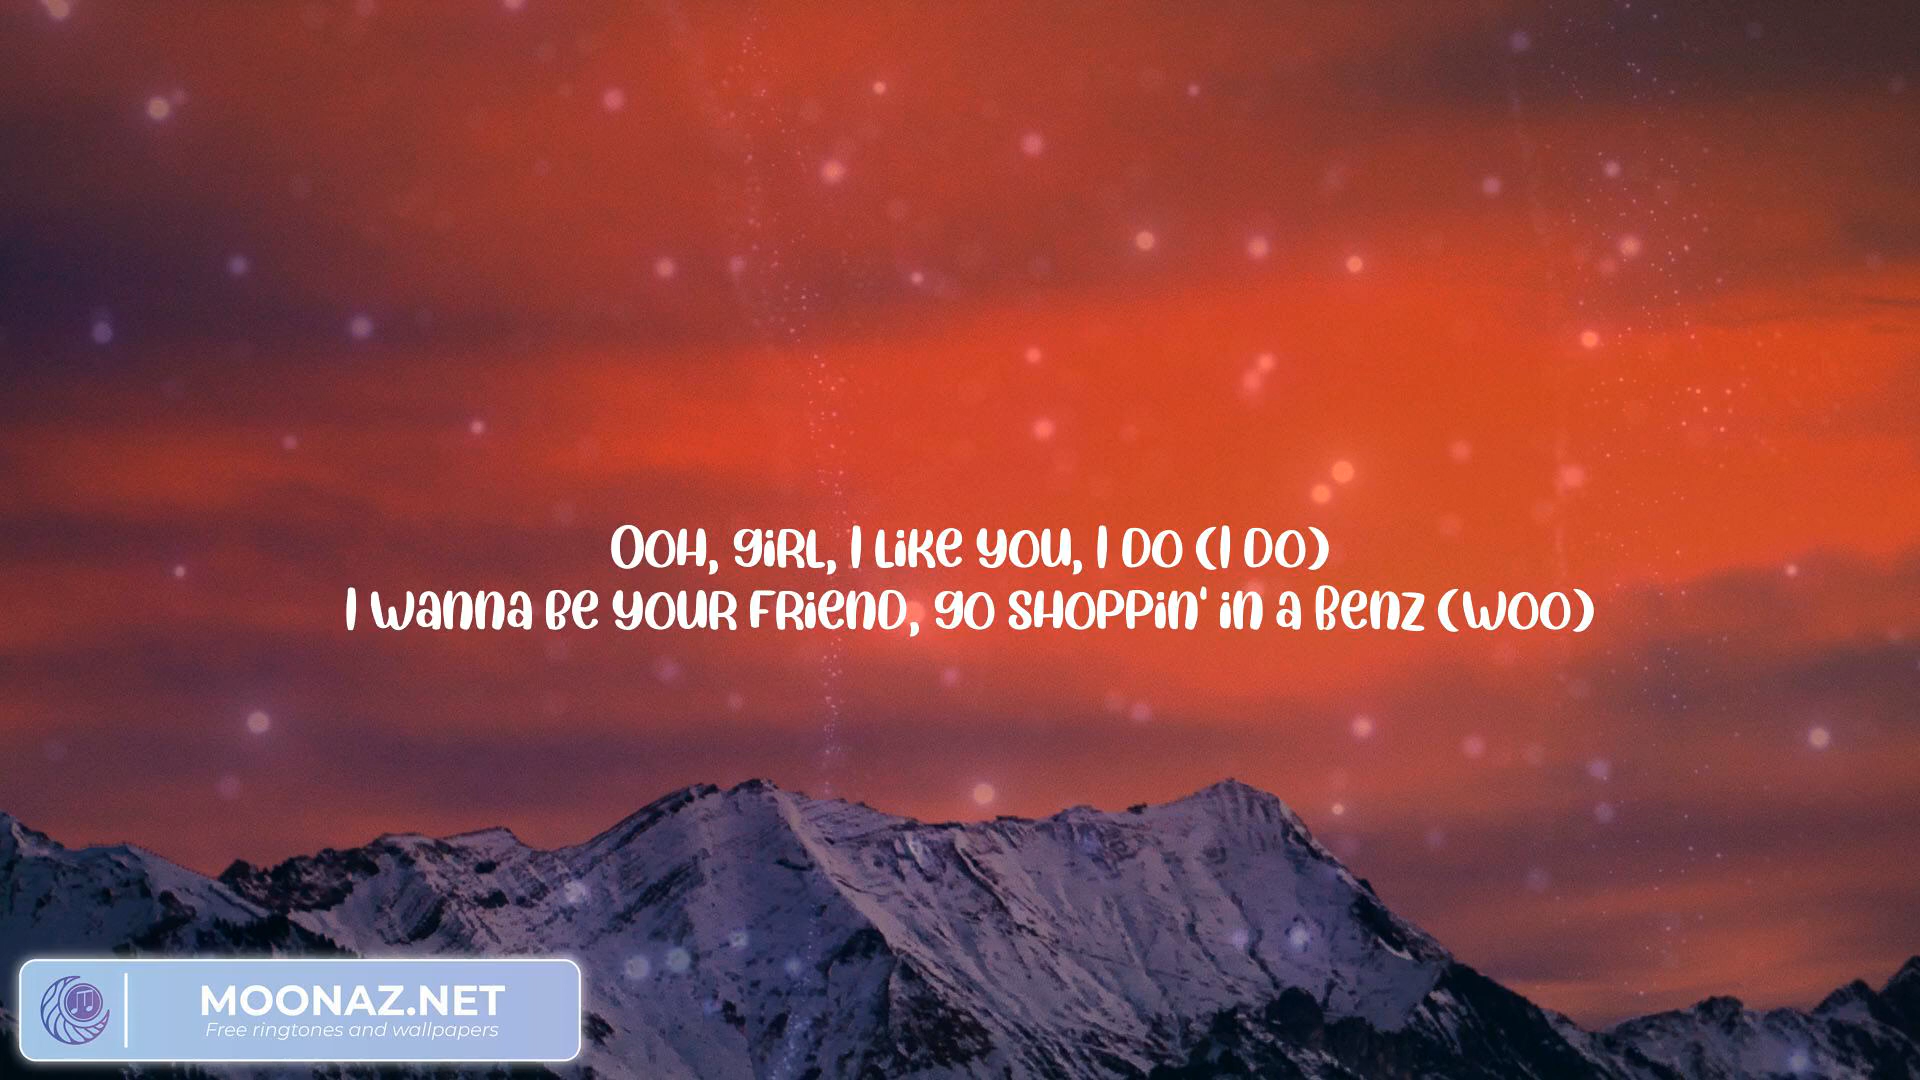 Ooh, girl, I like you, I do (I do)
I wanna be your friend, go shoppin' in a Benz (woo)
MOONAZ.NET
Free ringtones and wallpapers